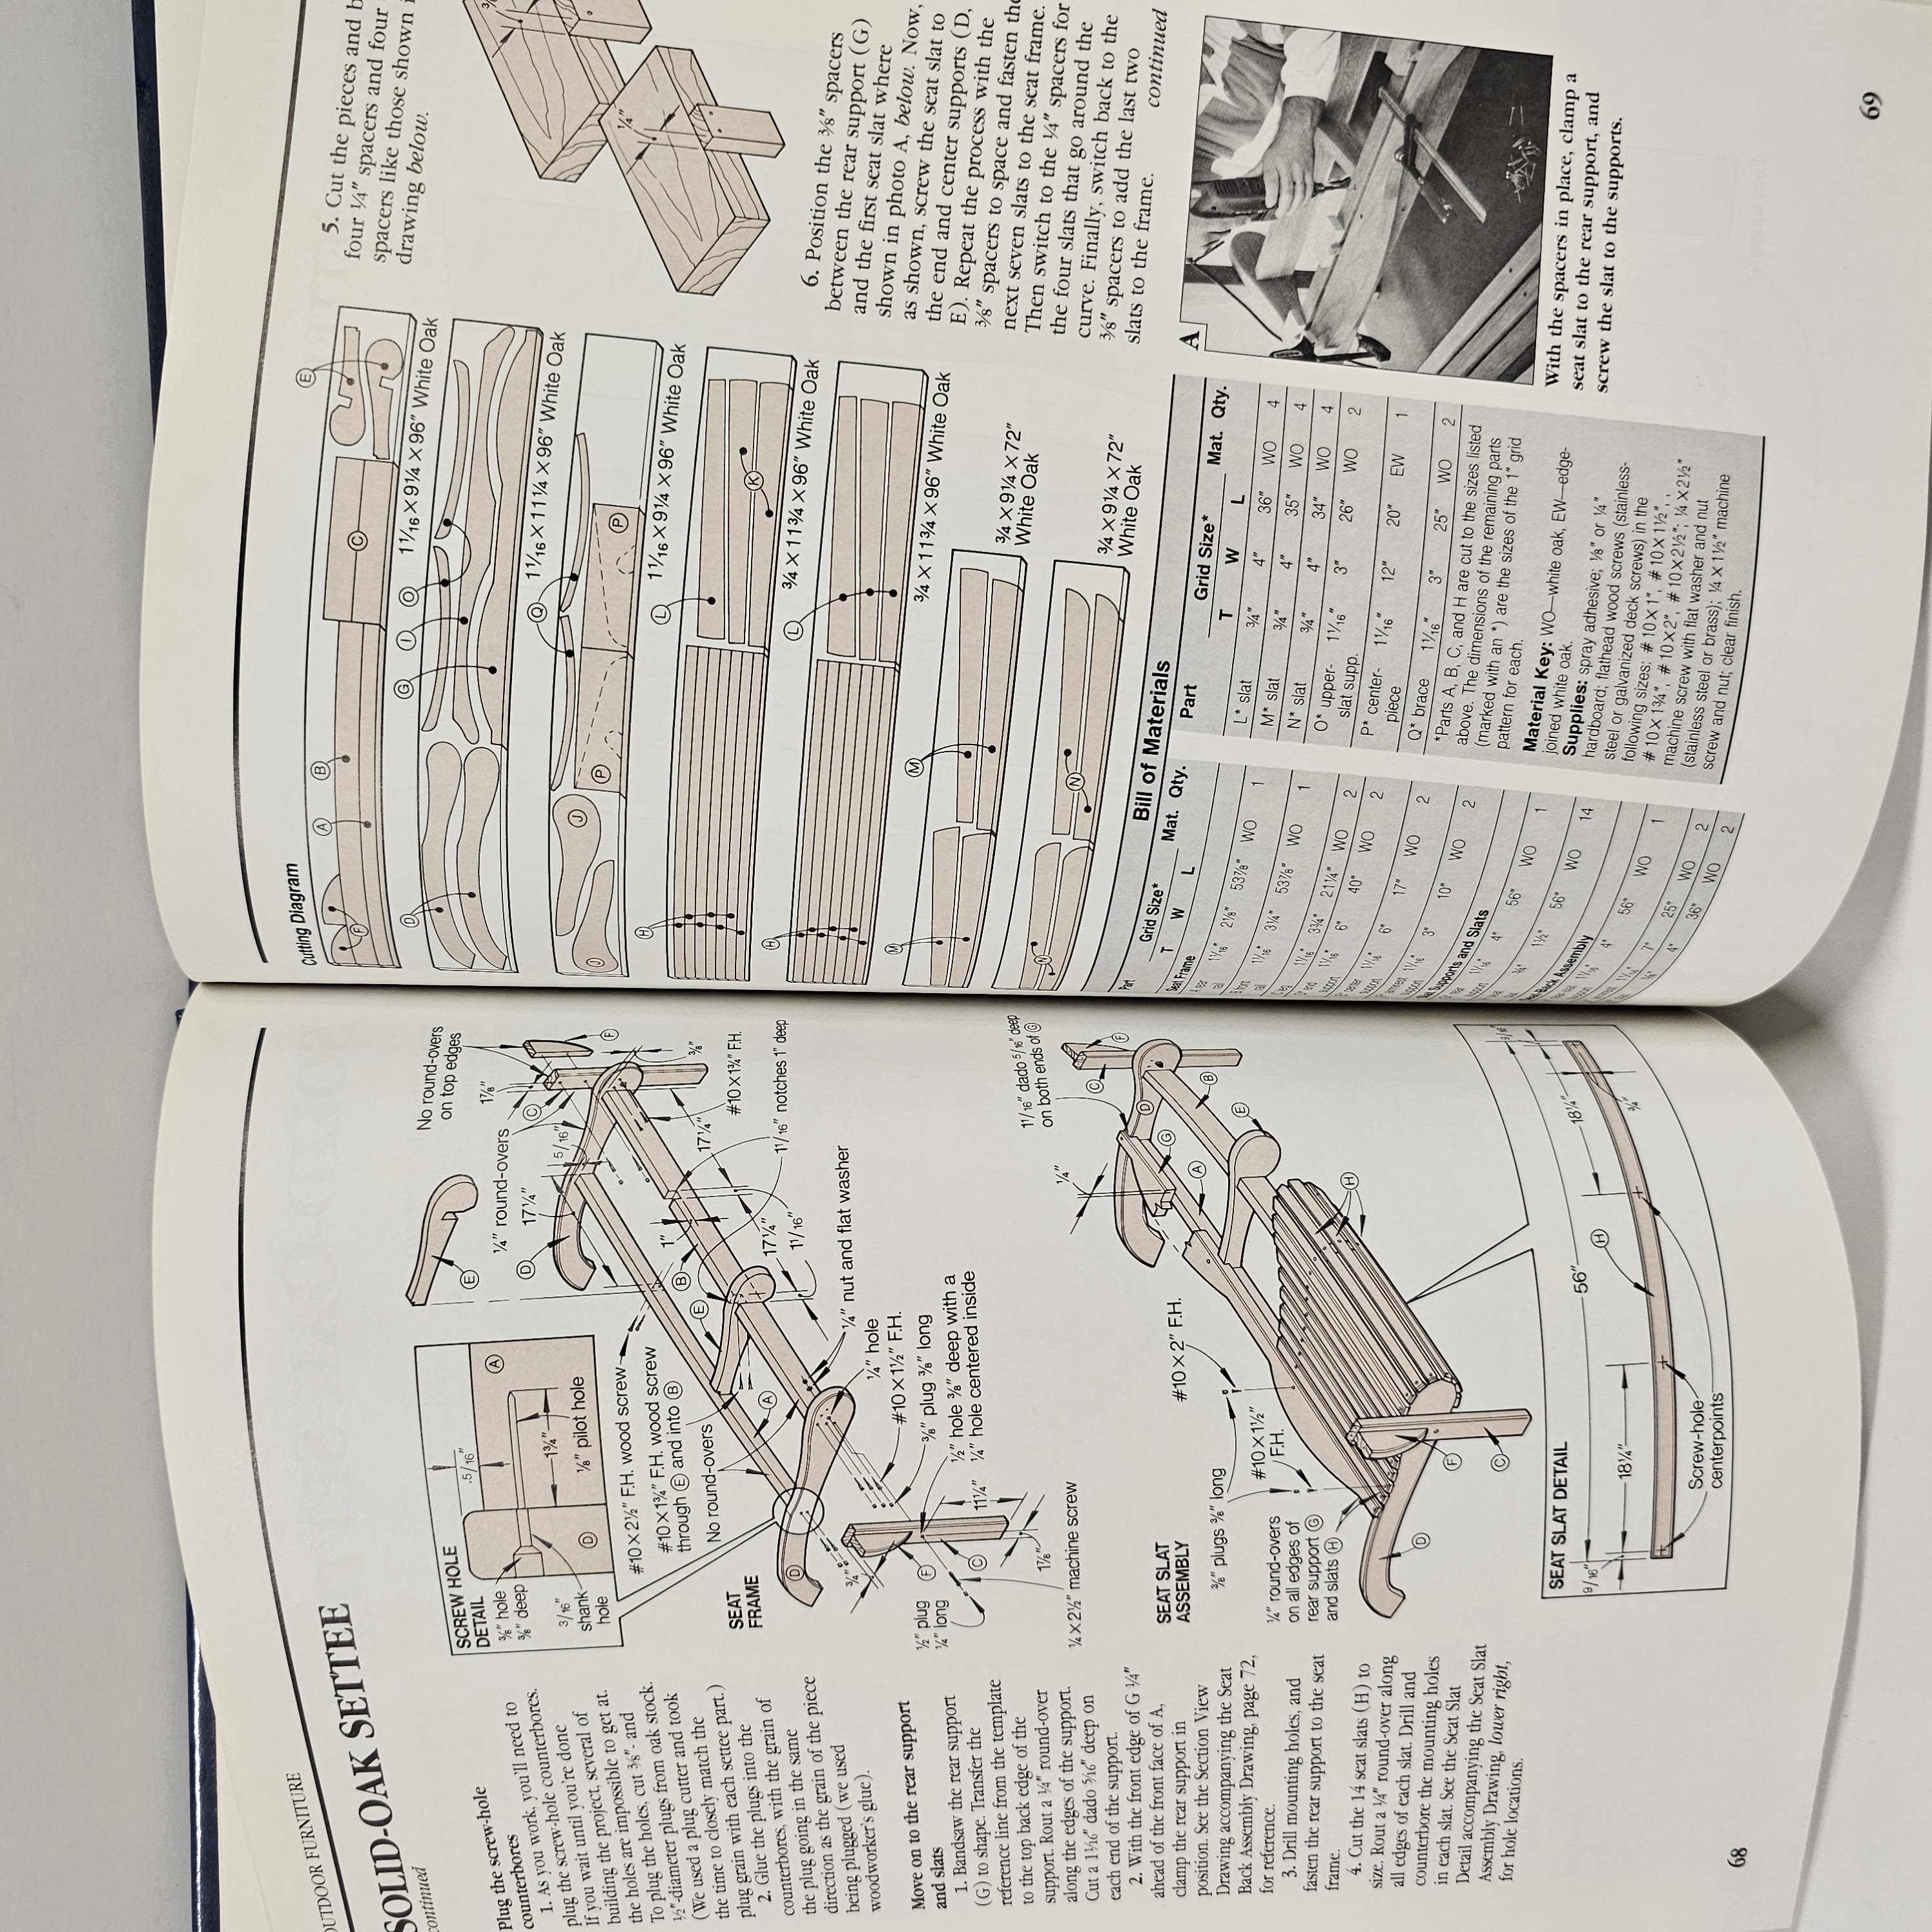 OUTDOOR FURNITURE
SOLID-OAK SETTEE
continued
Plug the screw-hole
counterbores
1. As you work, you'll need to
plug the screw-hole counterbores.
If you wait until you're done
building the project, several of
the holes are impossible to get at.
To plug the holes, cut ⅜"- and
½"-diameter plugs from oak stock.
(We used a plug cutter and took
the time to closely match the
plug grain with each settee part.)
2. Glue the plugs into the
counterbores, with the grain of
the plug going in the same
direction as the grain of the piece
being plugged (we used
woodworker's glue).
Move on to the rear support
and slats
1. Bandsaw the rear support
(G) to shape. Transfer the
reference line from the template
to the top back edge of the
support. Rout a ¼" round-over
along the edges of the support.
Cut a 1 1/16" dado 5/16" deep on
each end of the support.
2. With the front edge of G ¼"
ahead of the front face of A,
clamp the rear support in
position. See the Section View
Drawing accompanying the Seat
Back Assembly Drawing, page 72,
for reference.
3. Drill mounting holes, and
fasten the rear support to the seat
frame.
4. Cut the 14 seat slats (H) to
size. Rout a ¼" round-over along
all edges of each slat. Drill and
counterbore the mounting holes
in each slat. See the Seat Slat
Detail accompanying the Seat Slat
Assembly Drawing, lower right,
for hole locations.
68
SCREW HOLE
DETAIL
⅜" hole
⅜" deep
.5/16"
A
3/16"
shank
hole
D
1¾"
⅛" pilot hole
E
No round-overs
on top edges
1⅞"
¼" round-overs
17¼"
D
C
5/16"
F
#10 × 2½" F.H. wood screw
#10 × 1¾" F.H. wood screw
through E and into B
No round-overs
SEAT
FRAME
E
B
1"
17¼"
⅜"
#10 × 1¾" F.H.
A
17¼"
1 1/16" notches 1" deep
1 1/16"
D
¼" nut and flat washer
¼" hole
#10 × 1½" F.H.
⅜" plug ⅜" long
½" hole ⅜" deep with a
¼" hole centered inside
¾"
½" plug
¼" long
F
C
11¼"
1⅞"
¼ × 2½" machine screw
1 1/16" dado 5/16" deep
on both ends of G
¼"
C
F
D
G
A
B
E
SEAT SLAT
ASSEMBLY
#10 × 2" F.H.
⅜" plugs ⅜" long
#10 × 1½"
F.H.
¼" round-overs
on all edges of
rear support G
and slats H
H
D
F
C
SEAT SLAT DETAIL
9/16"
56"
18¼"
9/16"
18¼"
H
¾"
Screw-hole
centerpoints
Cutting Diagram
F
A
B
C
E
1 1/16 × 9¼ × 96" White Oak
D
G
I
O
1 1/16 × 11¼ × 96" White Oak
J
J
Q
P
P
1 1/16 × 9¼ × 96" White Oak
H
L
K
¾ × 11¾ × 96" White Oak
H
L
¾ × 11¾ × 96" White Oak
M
M
¾ × 9¼ × 72"
White Oak
N
N
¾ × 9¼ × 72"
White Oak
Bill of Materials
Part Grid Size* Mat. Qty.
T W L
Seat Frame
A rear rail 1 1/16" 2⅛" 53⅞" WO 1
B front rail 1 1/16" 3¼" 53⅞" WO 1
C leg 1 1/16" 3¾" 21¼" WO 2
D* end support 1 1/16" 6" 40" WO 2
E* center support 1 1/16" 6" 17" WO 2
F* armrest support 1 1/16" 3" 10" WO 2
Supports and Slats
support 1 1/16" 4" 56" WO 1
¾" 1½" 56" WO 14
Back Assembly
support 1 1/16" 4" 56" WO 1
1 1/16" 7" 25" WO 2
¾" 4" 36" WO 2
Part Grid Size* Mat. Qty.
T W L
L* slat ¾" 4" 36" WO 4
M* slat ¾" 4" 35" WO 4
N* slat ¾" 4" 34" WO 4
O* upper-
slat supp. 1 1/16" 3" 26" WO 2
P* center-
piece 1 1/16" 12" 20" EW 1
Q* brace 1 1/16" 3" 25" WO 2
*Parts A, B, C, and H are cut to the sizes listed
above. The dimensions of the remaining parts
(marked with an *) are the sizes of the 1" grid
pattern for each.
Material Key: WO—white oak, EW—edge-
joined white oak.
Supplies: spray adhesive; ⅛" or ¼"
hardboard; flathead wood screws (stainless-
steel or galvanized deck screws) in the
following sizes: #10 × 1", #10 × 1½", ,
#10 × 1¾", #10 × 2", #10 × 2½"; ¼ × 2½"
machine screw with flat washer and nut
(stainless steel or brass); ¼ × 1½" machine
screw and nut; clear finish.
5. Cut the pieces and b
four ¼" spacers and four
spacers like those shown i
drawing below.
¼"
6. Position the ⅜" spacers
between the rear support (G)
and the first seat slat where
shown in photo A, below. Now,
as shown, screw the seat slat to
the end and center supports (D,
E). Repeat the process with the
⅜" spacers to space and fasten the
next seven slats to the seat frame.
Then switch to the ¼" spacers for
the four slats that go around the
curve. Finally, switch back to the
⅜" spacers to add the last two
slats to the frame.
continued
A
With the spacers in place, clamp a
seat slat to the rear support, and
screw the slat to the supports.
69